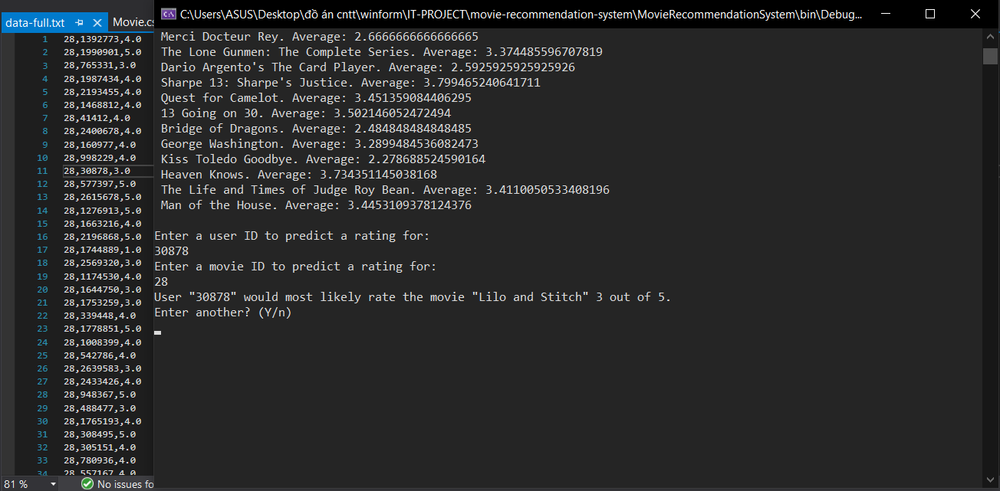 data-full.txt
Movie.cs
1 28,1392773,4.0
2 28,1990901,5.0
3 28,765331,3.0
4 28,1987434,4.0
5 28,2193455,4.0
6 28,1468812,4.0
7 28,41412,4.0
8 28,2400678,4.0
9 28,160977,4.0
10 28,998229,4.0
11 28,30878,3.0
12 28,577397,5.0
13 28,2615678,5.0
14 28,1276913,5.0
15 28,1663216,4.0
16 28,2196868,5.0
17 28,1744889,1.0
18 28,2569320,3.0
19 28,1174530,4.0
20 28,1644750,3.0
21 28,1753259,3.0
22 28,339448,4.0
23 28,1778851,5.0
24 28,1008399,4.0
25 28,542786,4.0
26 28,2639583,3.0
27 28,2433426,4.0
28 28,948367,5.0
29 28,488477,3.0
30 28,1765193,4.0
31 28,308495,5.0
32 28,305151,4.0
33 28,780936,4.0
34 28,557167,4.0
81 %
No issues fo
C:\Users\ASUS\Desktop\đồ án cntt\winform\IT-PROJECT\movie-recommendation-system\MovieRecommendationSystem\bin\Debug...
Merci Docteur Rey. Average: 2.6666666666666665
The Lone Gunmen: The Complete Series. Average: 3.374485596707819
Dario Argento's The Card Player. Average: 2.5925925925925926
Sharpe 13: Sharpe's Justice. Average: 3.799465240641711
Quest for Camelot. Average: 3.451359084406295
13 Going on 30. Average: 3.502146052472494
Bridge of Dragons. Average: 2.484848484848485
George Washington. Average: 3.2899484536082473
Kiss Toledo Goodbye. Average: 2.278688524590164
Heaven Knows. Average: 3.734351145038168
The Life and Times of Judge Roy Bean. Average: 3.4110050533408196
Man of the House. Average: 3.4453109378124376
Enter a user ID to predict a rating for:
30878
Enter a movie ID to predict a rating for:
28
User "30878" would most likely rate the movie "Lilo and Stitch" 3 out of 5.
Enter another? (Y/n)